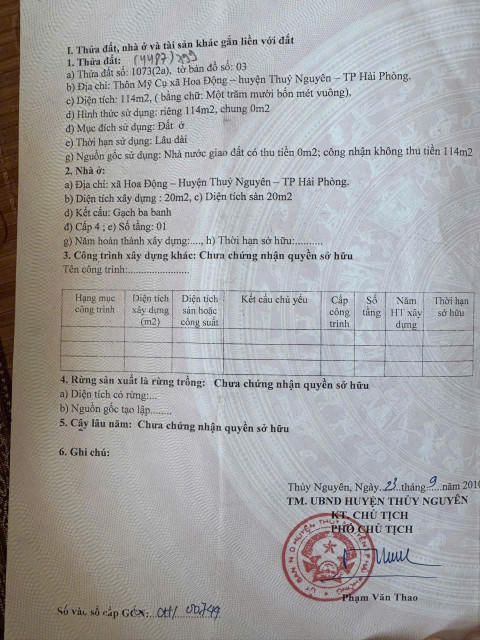 I. Thửa đất, nhà ở và tài sản khác gắn liền với đất
1. Thửa đất: (4487) 299
a) Thửa đất số: 1073(2a), tờ bản đồ số: 03
b) Địa chỉ: Thôn Mỹ Cụ xã Hoa Động – huyện Thuỷ Nguyên – TP Hải Phòng.
c) Diện tích: 114m2, ( bằng chữ: Một trăm mười bốn mét vuông),
d) Hình thức sử dụng: riêng 114m2, chung 0m2
đ) Mục đích sử dụng: Đất ở
e) Thời hạn sử dụng: Lâu dài
g) Nguồn gốc sử dụng: Nhà nước giao đất có thu tiền 0m2; công nhận không thu tiền 114m2
2. Nhà ở:
a) Địa chỉ: xã Hoa Động – Huyện Thuỷ Nguyên – TP Hải Phòng.
b) Diện tích xây dựng : 20m2, c) Diện tích sàn 20m2
d) Kết cấu: Gạch ba banh
đ) Cấp 4 ; e) Số tầng: 01
g) Năm hoàn thành xây dựng:...., h) Thời hạn sở hữu:..........
3. Công trình xây dựng khác: Chưa chứng nhận quyền sở hữu
Tên công trình:......................
Hạng mục công trình Diện tích xây dựng (m2) Diện tích sàn hoặc công suất Kết cấu chủ yếu Cấp công trình Số tầng Năm HT xây dựng Thời hạn sở hữu
4. Rừng sản xuất là rừng trồng: Chưa chứng nhận quyền sở hữu
a) Diện tích có rừng:...
b) Nguồn gốc tạo lập........
5. Cây lâu năm: Chưa chứng nhận quyền sở hữu
6. Ghi chú:
Thủy Nguyên, Ngày 23 tháng 9 năm 201
TM. UBND HUYỆN THỦY NGUYÊN
KT. CHỦ TỊCH
PHÓ CHỦ TỊCH
Phạm Văn Thao
Số vào sổ cấp GCN: CH/ 00749